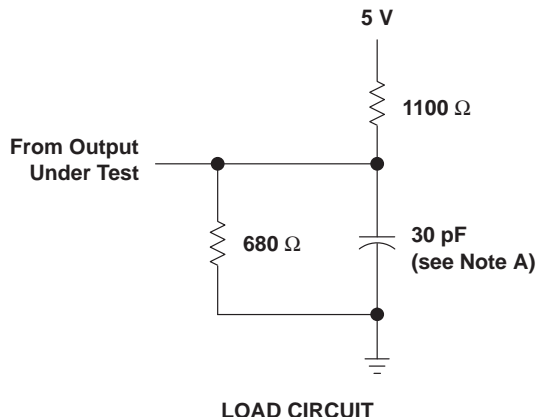 5 V
1100 Ω
From Output
Under Test
680 Ω
30 pF
(see Note A)
LOAD CIRCUIT